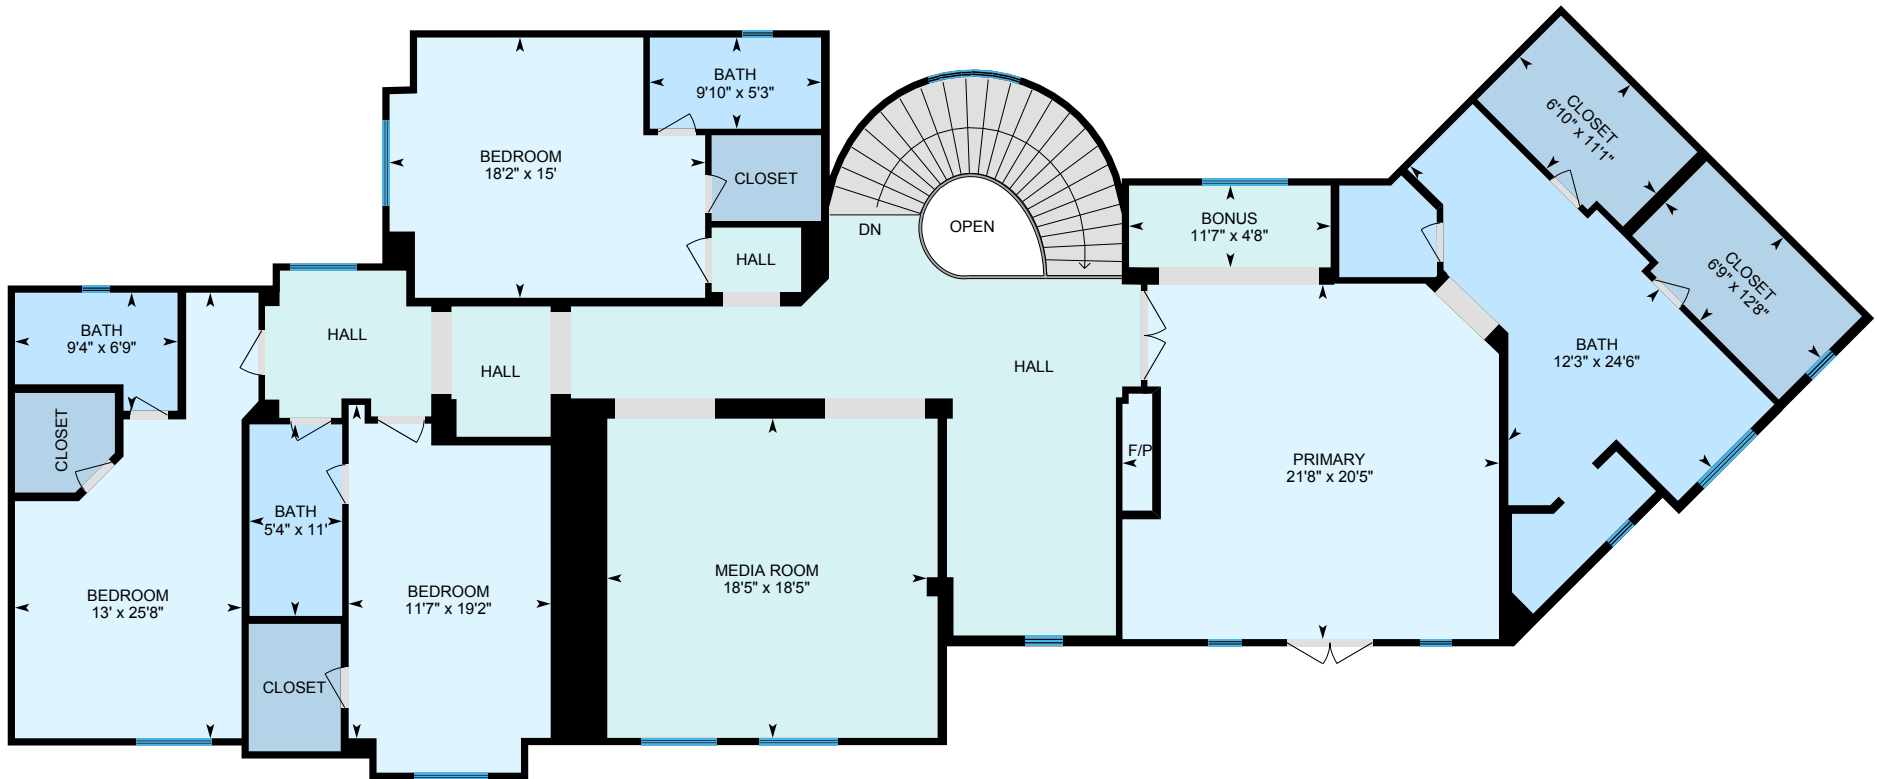 BATH
9'10" x 5'3"
BEDROOM
18'2" x 15'
CLOSET
HALL
DN
OPEN
BONUS
11'7" x 4'8"
CLOSET
6'10" x 11'1"
CLOSET
6'9" x 12'8"
BATH
12'3" x 24'6"
BATH
9'4" x 6'9"
HALL
HALL
HALL
CLOSET
F/P
PRIMARY
21'8" x 20'5"
BATH
5'4" x 11'
MEDIA ROOM
18'5" x 18'5"
BEDROOM
13' x 25'8"
BEDROOM
11'7" x 19'2"
CLOSET